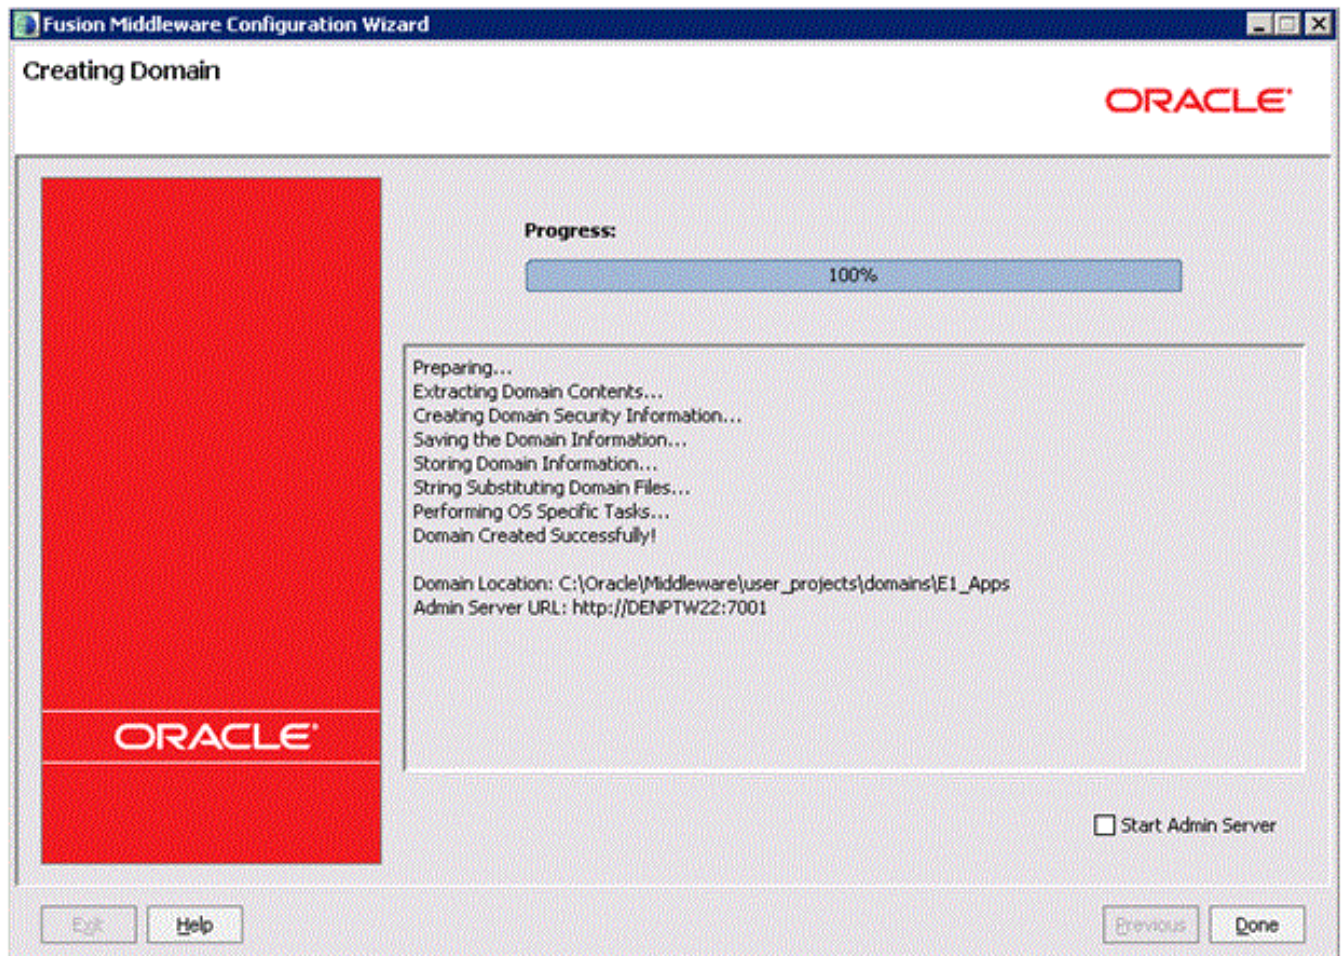 Fusion Middleware Configuration Wizard
Creating Domain
ORACLE
Progress:
100%
Preparing...
Extracting Domain Contents...
Creating Domain Security Information...
Saving the Domain Information...
Storing Domain Information...
String Substituting Domain Files...
Performing OS Specific Tasks...
Domain Created Successfully!
Domain Location: C:\Oracle\Middleware\user_projects\domains\E1_Apps
Admin Server URL: http://DENPTW22:7001
ORACLE
Start Admin Server
Exit Help Previous Done